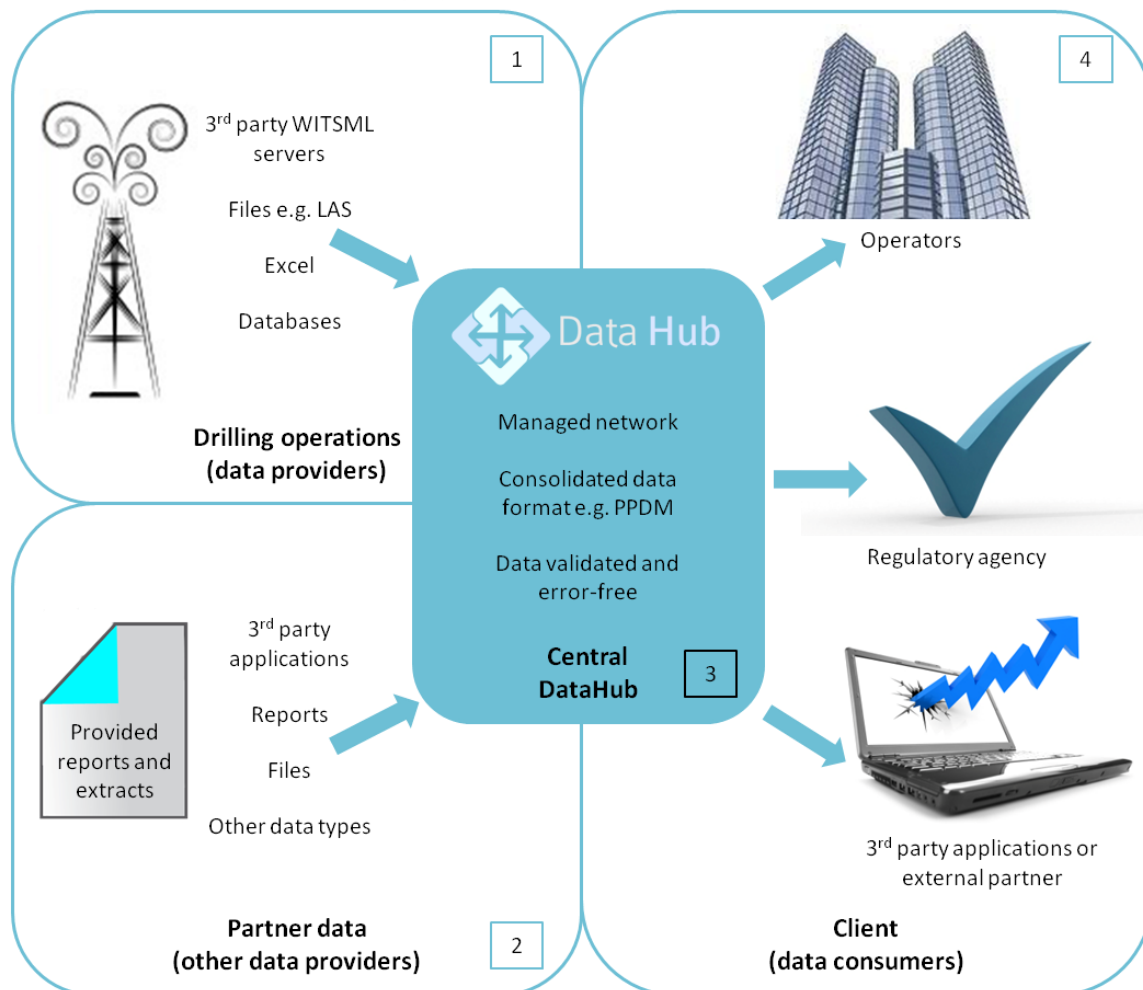 1
3rd party WITSML
servers
Files e.g. LAS
Excel
Databases
Drilling operations
(data providers)
Provided
reports and
extracts
3rd party
applications
Reports
Files
Other data types
Partner data
(other data providers)
2
Data Hub
Managed network
Consolidated data
format e.g. PPDM
Data validated and
error-free
Central
DataHub
3
4
Operators
Regulatory agency
3rd party applications or
external partner
Client
(data consumers)